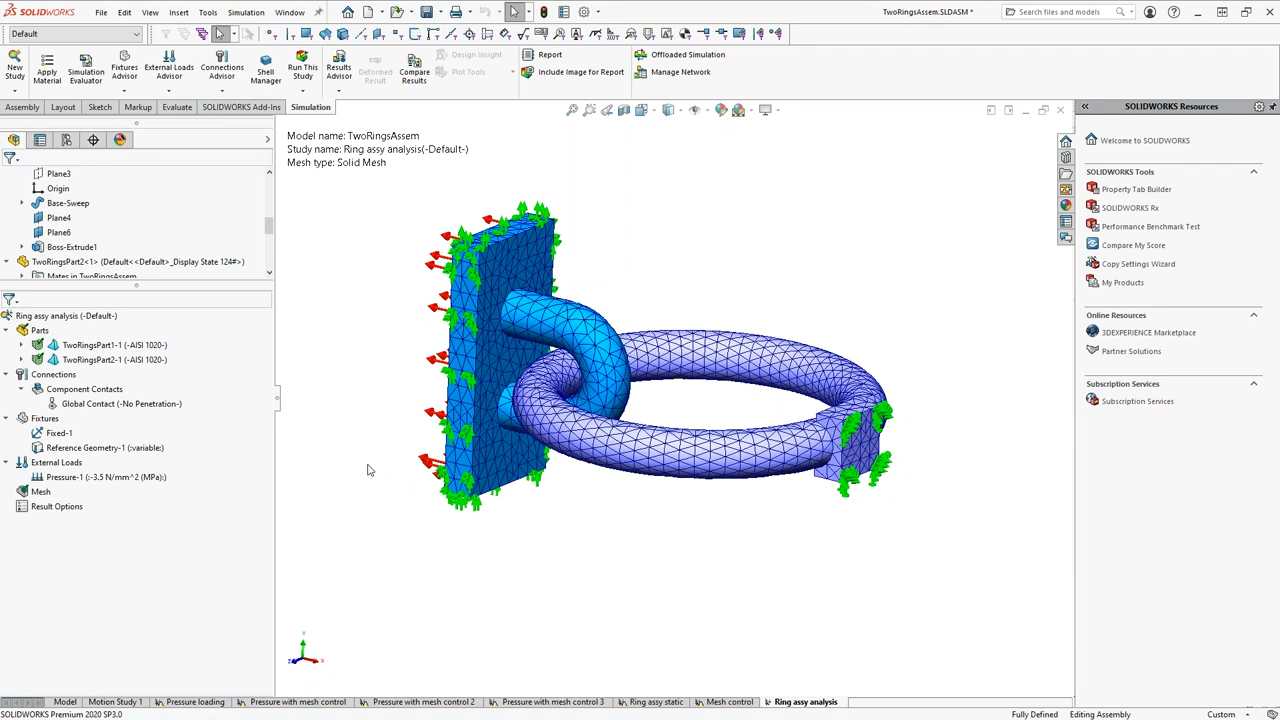 SOLIDWORKS File Edit View Insert Tools Simulation Window TwoRingsAssem.SLDASM * Search files and models
Default
New Study
Apply Material
Simulation Evaluator
Fixtures Advisor
External Loads Advisor
Connections Advisor
Shell Manager
Run This Study
Results Advisor
Deformed Result
Compare Results
Design Insight
Plot Tools
Report
Include Image for Report
Offloaded Simulation
Manage Network
Assembly Layout Sketch Markup Evaluate SOLIDWORKS Add-Ins Simulation
Plane3
Origin
Base-Sweep
Plane4
Plane6
Boss-Extrude1
TwoRingsPart2<1> (Default<<Default>_Display State 124#>)
Mates in TwoRingsAssem
Ring assy analysis (-Default-)
Parts
TwoRingsPart1-1 (-AISI 1020-)
TwoRingsPart2-1 (-AISI 1020-)
Connections
Component Contacts
Global Contact (-No Penetration-)
Fixtures
Fixed-1
Reference Geometry-1 (:variable:)
External Loads
Pressure-1 (:-3.5 N/mm^2 (MPa):)
Mesh
Result Options
Model name: TwoRingsAssem
Study name: Ring assy analysis(-Default-)
Mesh type: Solid Mesh
Y
Z
X
SOLIDWORKS Resources
Welcome to SOLIDWORKS
SOLIDWORKS Tools
Property Tab Builder
SOLIDWORKS Rx
Performance Benchmark Test
Compare My Score
Copy Settings Wizard
My Products
Online Resources
3DEXPERIENCE Marketplace
Partner Solutions
Subscription Services
Subscription Services
Model Motion Study 1 Pressure loading Pressure with mesh control Pressure with mesh control 2 Pressure with mesh control 3 Ring assy static Mesh control Ring assy analysis
SOLIDWORKS Premium 2020 SP3.0 Fully Defined Editing Assembly Custom